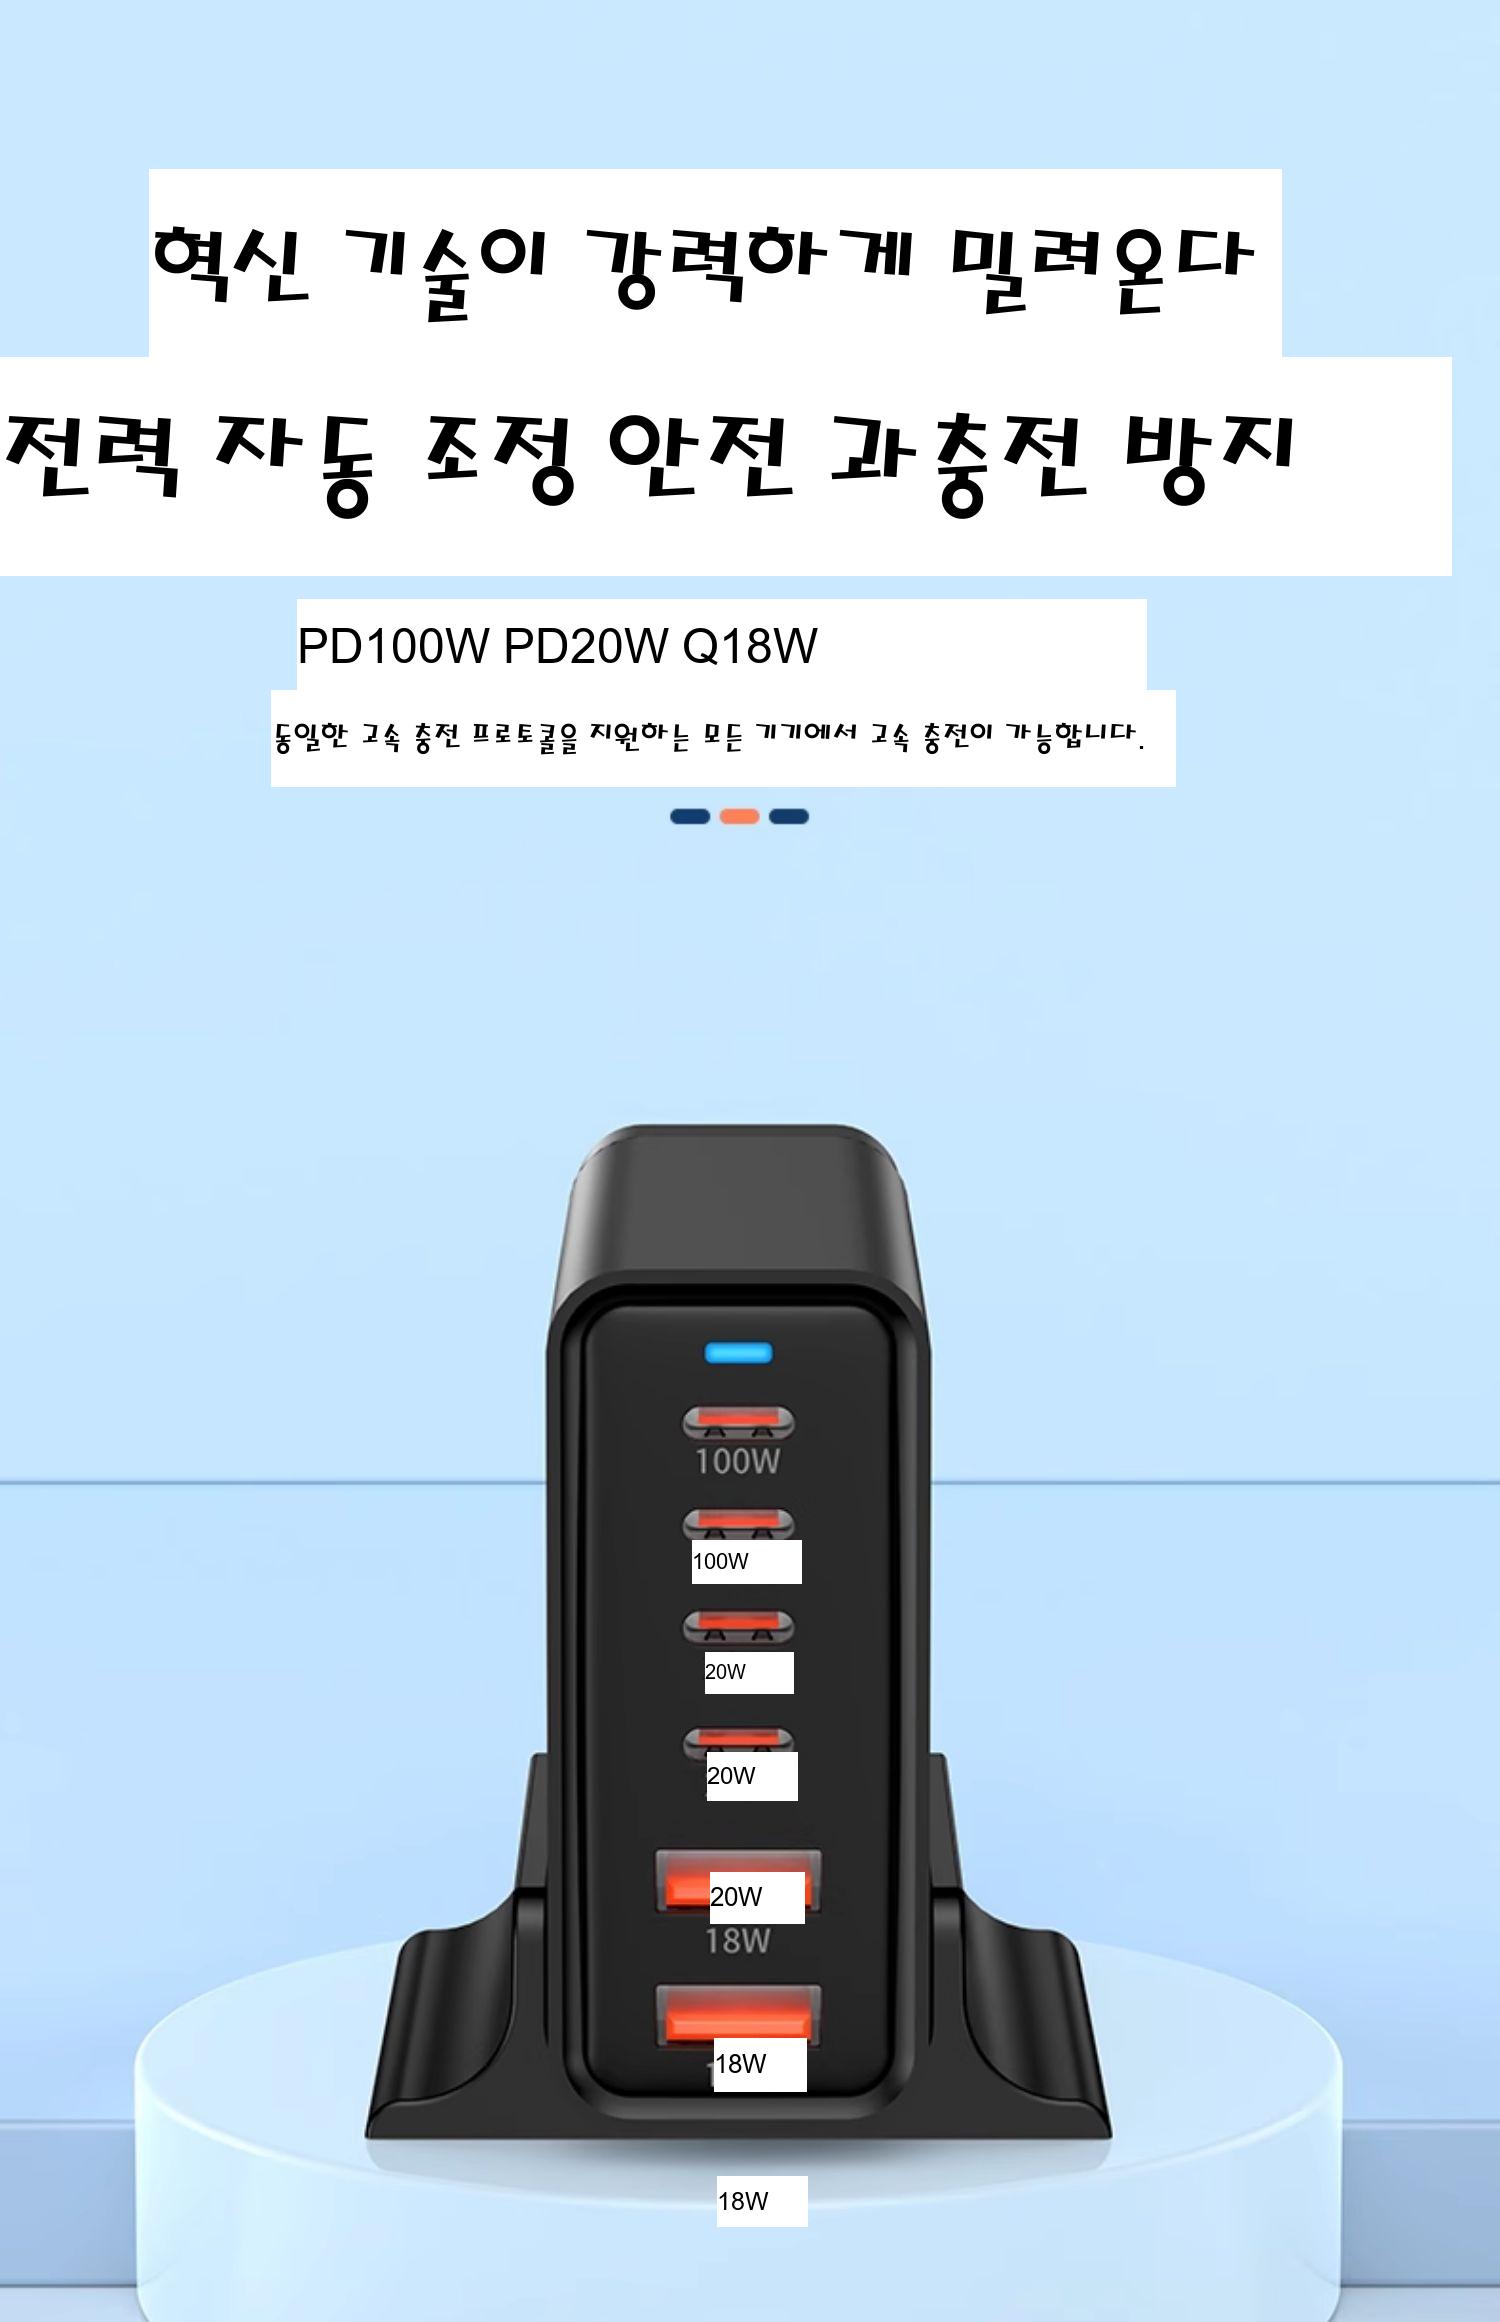 혁신 기술이 강력하게 밀려온다
전력 자동 조정 안전 과충전 방지
PD100W PD20W Q18W
동일한 고속 충전 프로토콜을 지원하는 모든 기기에서 고속 충전이 가능합니다.
100W
100W
20W
20W
20W
18W
18W
18W